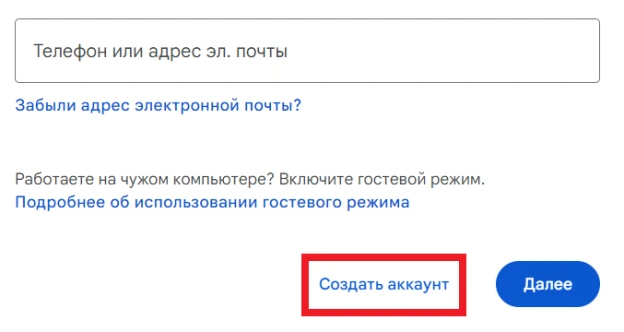 Телефон или адрес эл. почты
Забыли адрес электронной почты?
Работаете на чужом компьютере? Включите гостевой режим.
Подробнее об использовании гостевого режима
Создать аккаунт
Далее